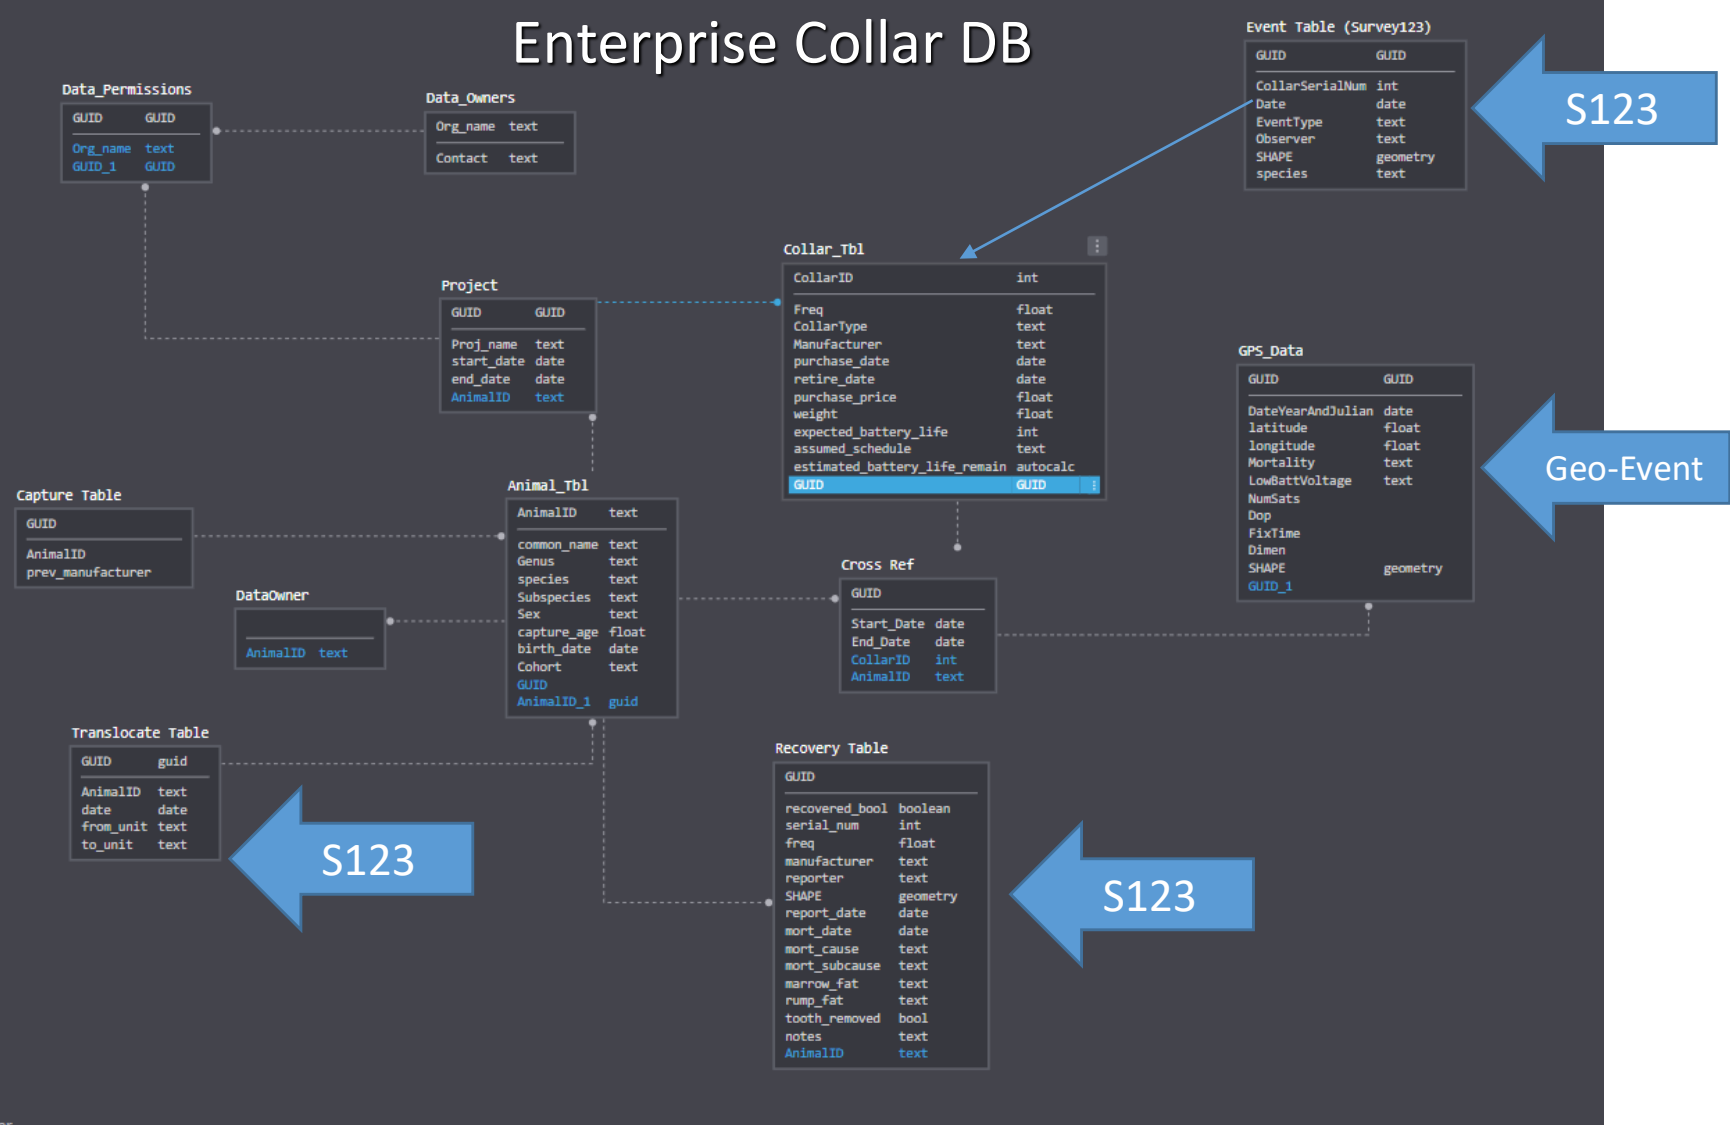 Enterprise Collar DB
Event Table (Survey123)
GUID GUID
CollarSerialNum int
Date date
EventType text
Observer text
SHAPE geometry
species text
S123
Data_Permissions
GUID GUID
Org_name text
GUID_1 GUID
Data_Owners
Org_name text
Contact text
Collar_Tbl
CollarID int
Freq float
CollarType text
Manufacturer text
purchase_date date
retire_date date
purchase_price float
weight float
expected_battery_life int
assumed_schedule text
estimated_battery_life_remain autocalc
GUID GUID
Project
GUID GUID
Proj_name text
start_date date
end_date date
AnimalID text
GPS_Data
GUID GUID
DateYearAndJulian date
latitude float
longitude float
Mortality text
LowBattVoltage text
NumSats
Dop
FixTime
Dimen
SHAPE geometry
GUID_1
Geo-Event
Capture Table
GUID
AnimalID
prev_manufacturer
Animal_Tbl
AnimalID text
common_name text
Genus text
species text
Subspecies text
Sex text
capture_age float
birth_date date
Cohort text
GUID
AnimalID_1 guid
Cross Ref
GUID
Start_Date date
End_Date date
CollarID int
AnimalID text
DataOwner
AnimalID text
Translocate Table
GUID guid
AnimalID text
date date
from_unit text
to_unit text
S123
Recovery Table
GUID
recovered_bool boolean
serial_num int
freq float
manufacturer text
reporter text
SHAPE geometry
report_date date
mort_date date
mort_cause text
mort_subcause text
marrow_fat text
rump_fat text
tooth_removed bool
notes text
AnimalID text
S123